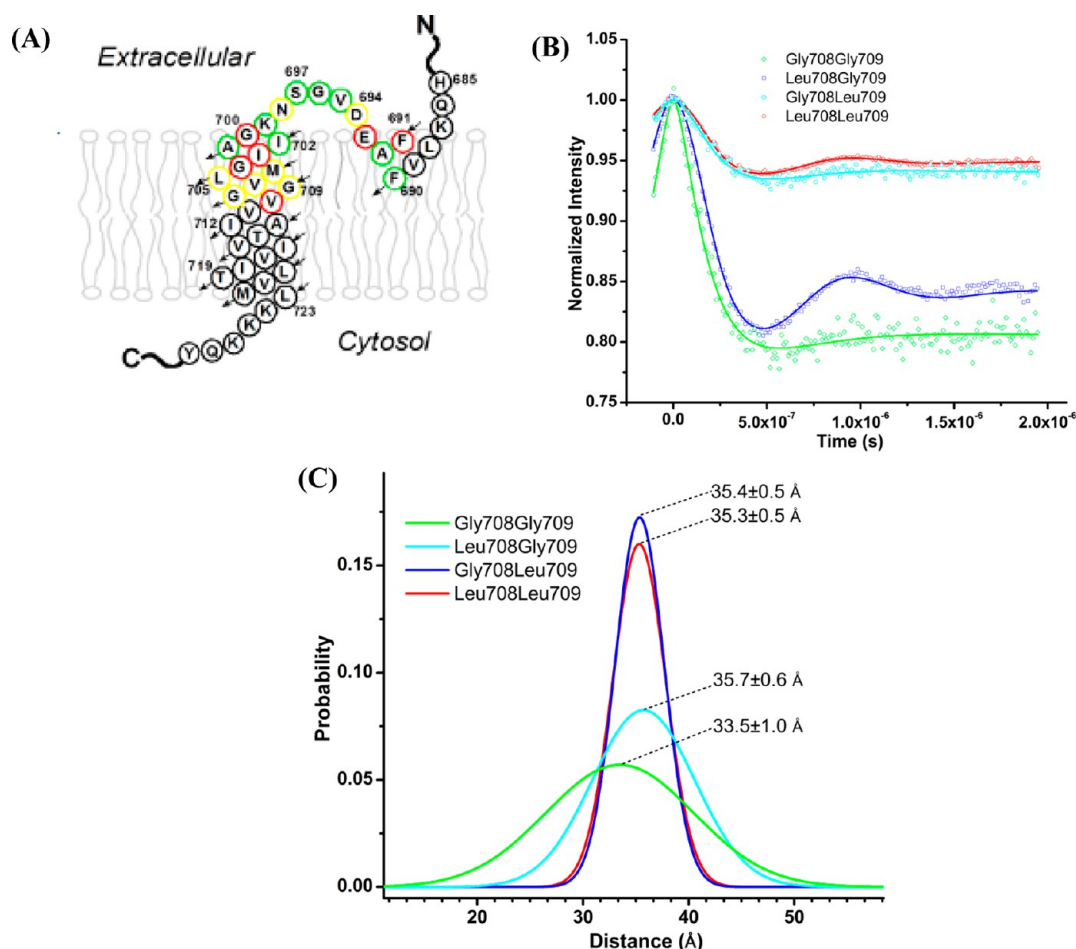 (A)
Extracellular
N
697
S G V
694
N
D
K
691
E
F
A
F
690
V
L
K
Q
H
685
700
G
A
I
702
I
G
M
L
V
G
705
G
V
709
V
712
I
A
T
V
I
V
719
I
T
L
V
M
L
723
K
K
K
Q
Y
C
Cytosol
(B)
Normalized Intensity
1.05
1.00
0.95
0.90
0.85
0.80
0.75
Gly708Gly709
Leu708Gly709
Gly708Leu709
Leu708Leu709
0.0 5.0x10⁻⁷ 1.0x10⁻⁶ 1.5x10⁻⁶ 2.0x10⁻⁶
Time (s)
(C)
Probability
0.15
0.10
0.05
0.00
Gly708Gly709
Leu708Gly709
Gly708Leu709
Leu708Leu709
35.4±0.5 Å
35.3±0.5 Å
35.7±0.6 Å
33.5±1.0 Å
20 30 40 50
Distance (Å)